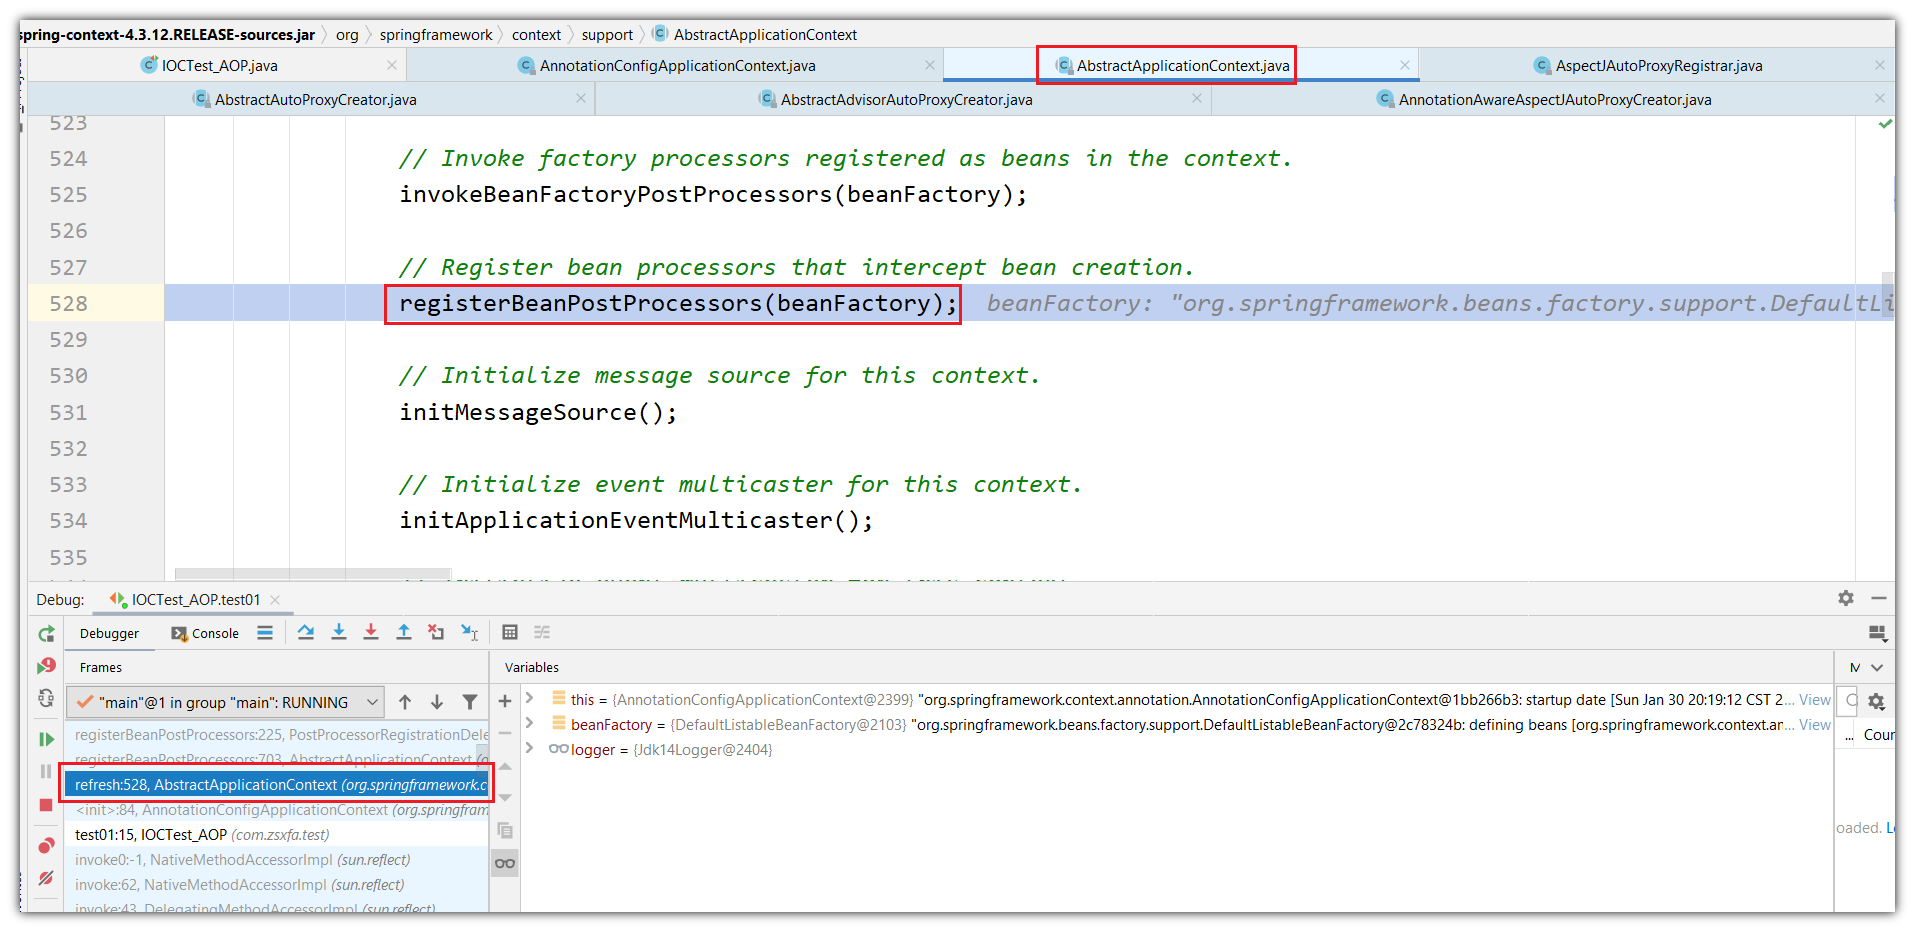 spring-context-4.3.12.RELEASE-sources.jar org springframework context support AbstractApplicationContext
IOCTest_AOP.java AnnotationConfigApplicationContext.java AbstractApplicationContext.java AspectJAutoProxyRegistrar.java
AbstractAutoProxyCreator.java AbstractAdvisorAutoProxyCreator.java AnnotationAwareAspectJAutoProxyCreator.java
523
524 // Invoke factory processors registered as beans in the context.
525 invokeBeanFactoryPostProcessors(beanFactory);
526
527 // Register bean processors that intercept bean creation.
528 registerBeanPostProcessors(beanFactory); beanFactory: "org.springframework.beans.factory.support.DefaultLi
529
530 // Initialize message source for this context.
531 initMessageSource();
532
533 // Initialize event multicaster for this context.
534 initApplicationEventMulticaster();
535
Debug: IOCTest_AOP.test01
Debugger Console
Frames
"main"@1 in group "main": RUNNING
registerBeanPostProcessors:225, PostProcessorRegistrationDele
registerBeanPostProcessors:703, AbstractApplicationContext (o
refresh:528, AbstractApplicationContext (org.springframework.c
<init>:84, AnnotationConfigApplicationContext (org.springfram
test01:15, IOCTest_AOP (com.zsxfa.test)
invoke0:-1, NativeMethodAccessorImpl (sun.reflect)
invoke:62, NativeMethodAccessorImpl (sun.reflect)
invoke:43, DelegatingMethodAccessorImpl (sun.reflect)
Variables
this = {AnnotationConfigApplicationContext@2399} "org.springframework.context.annotation.AnnotationConfigApplicationContext@1bb266b3: startup date [Sun Jan 30 20:19:12 CST 2... View
beanFactory = {DefaultListableBeanFactory@2103} "org.springframework.beans.factory.support.DefaultListableBeanFactory@2c78324b: defining beans [org.springframework.context.an... View
logger = {Jdk14Logger@2404}
M
... Cour
oaded. L